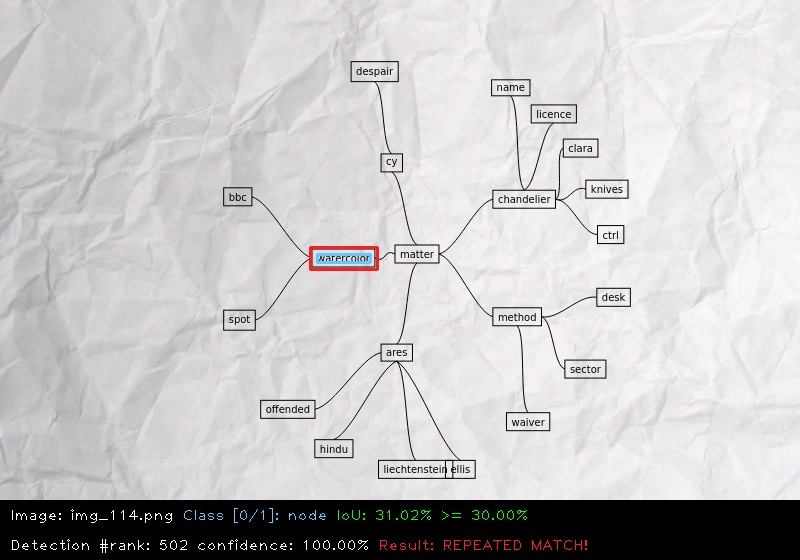 despair
name
licence
clara
cy
knives
bbc
chandelier
ctrl
matter
watercolor
desk
method
spot
ares
sector
offended
waiver
hindu
liechtenstein
ellis
Image: img_114.png Class [0/1]: node IoU: 31.02% >= 30.00%
Detection #rank: 502 confidence: 100.00% Result: REPEATED MATCH!